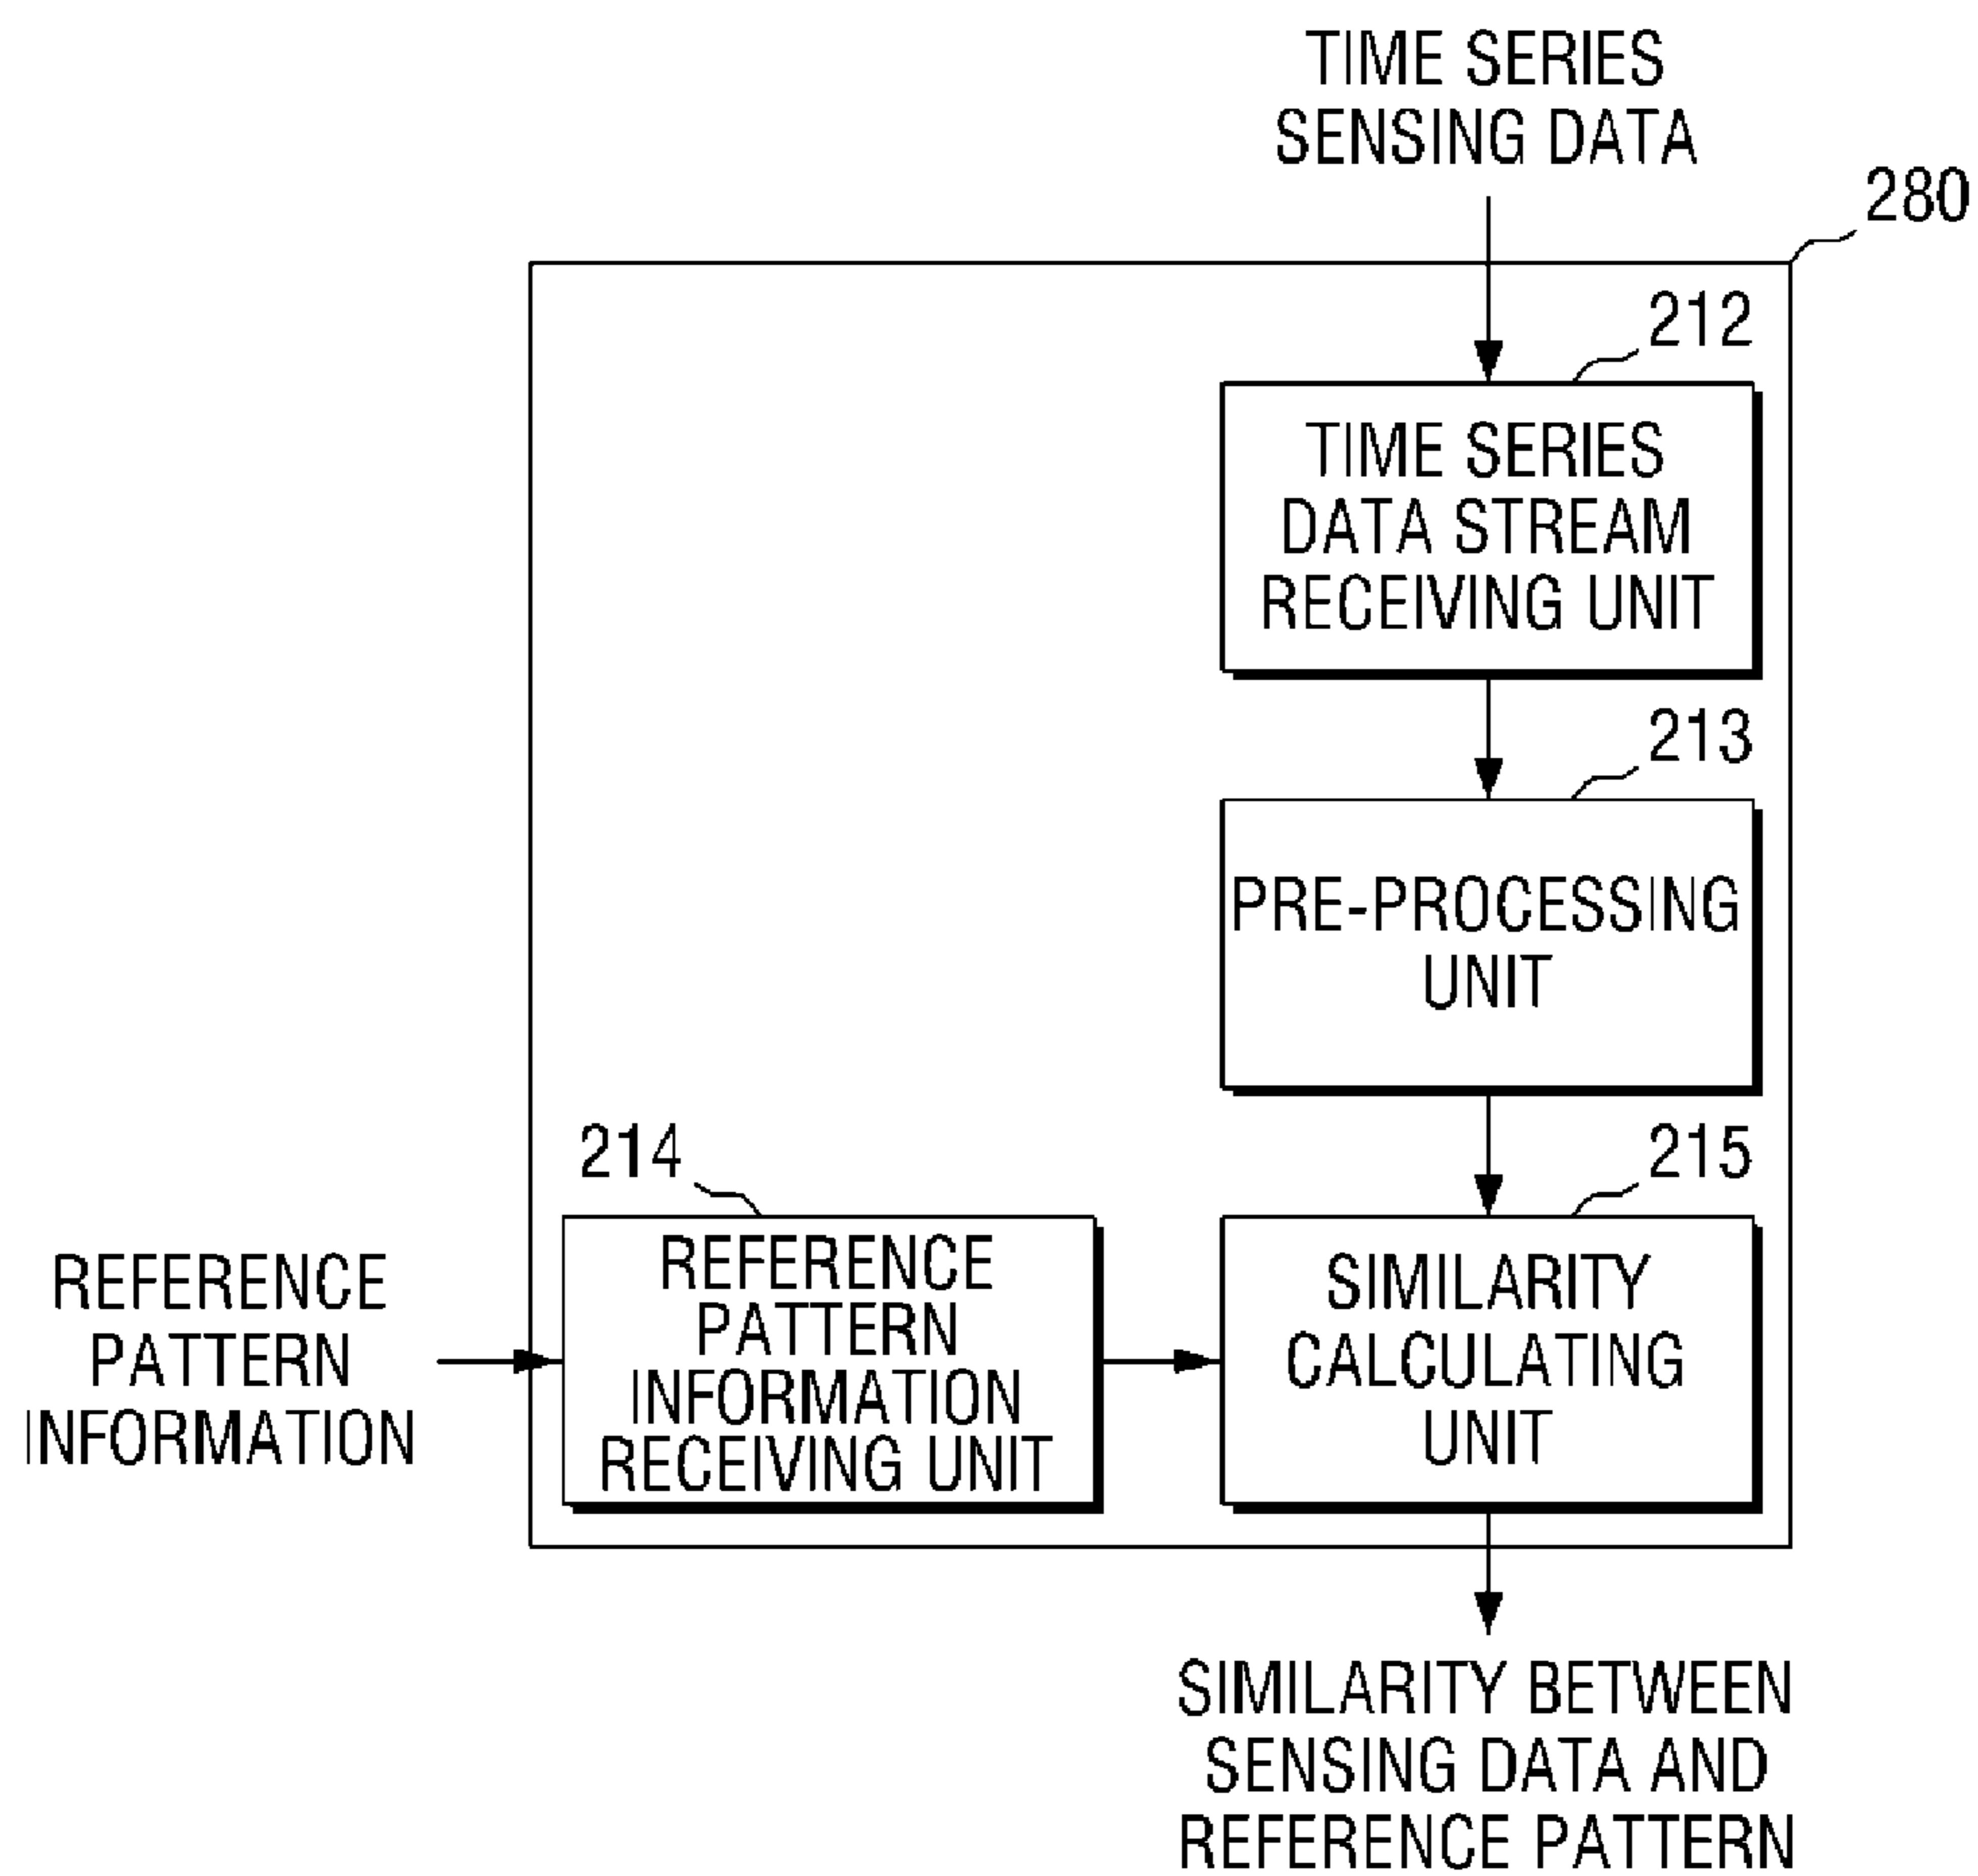 TIME SERIES
SENSING DATA
280
212
TIME SERIES
DATA STREAM
RECEIVING UNIT
213
PRE-PROCESSING
UNIT
214
215
REFERENCE
PATTERN
INFORMATION
REFERENCE
PATTERN
INFORMATION
RECEIVING UNIT
SIMILARITY
CALCULATING
UNIT
SIMILARITY BETWEEN
SENSING DATA AND
REFERENCE PATTERN